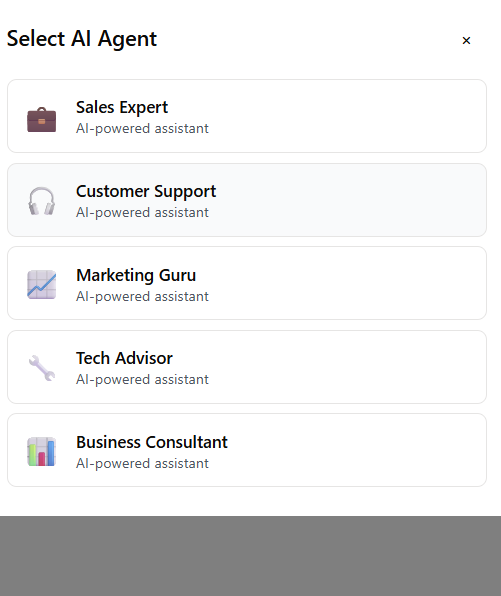 Select AI Agent
×
Sales Expert
AI-powered assistant
Customer Support
AI-powered assistant
Marketing Guru
AI-powered assistant
Tech Advisor
AI-powered assistant
Business Consultant
AI-powered assistant